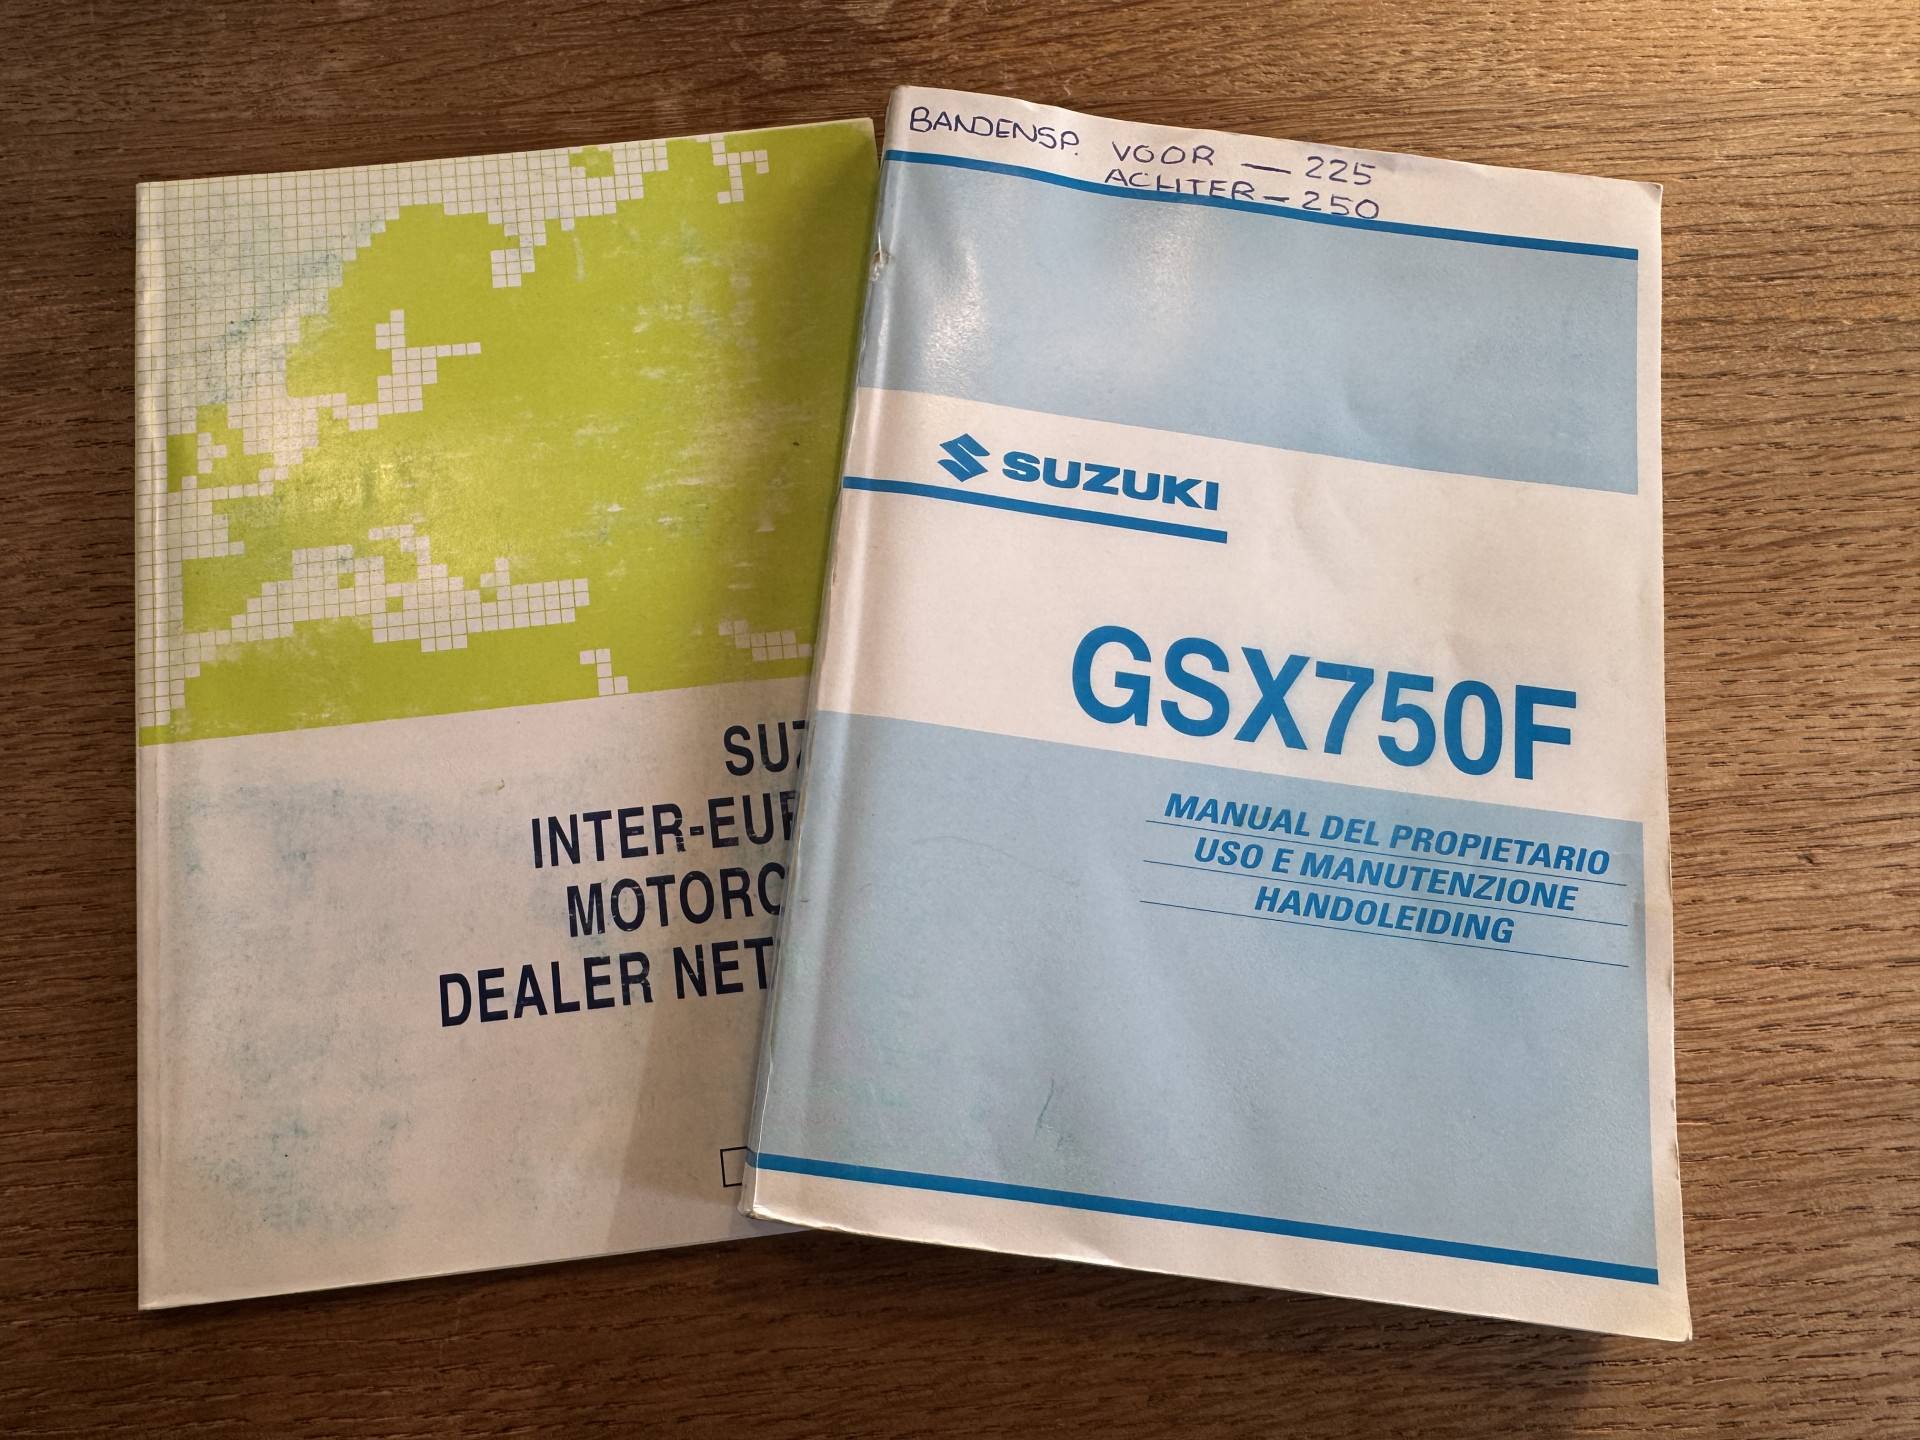 BANDENSP. VOOR — 225
ACHTER — 250
SUZUKI
GSX750F
MANUAL DEL PROPIETARIO
USO E MANUTENZIONE
HANDOLEIDING
INTER-EUR
MOTORC
DEALER NET